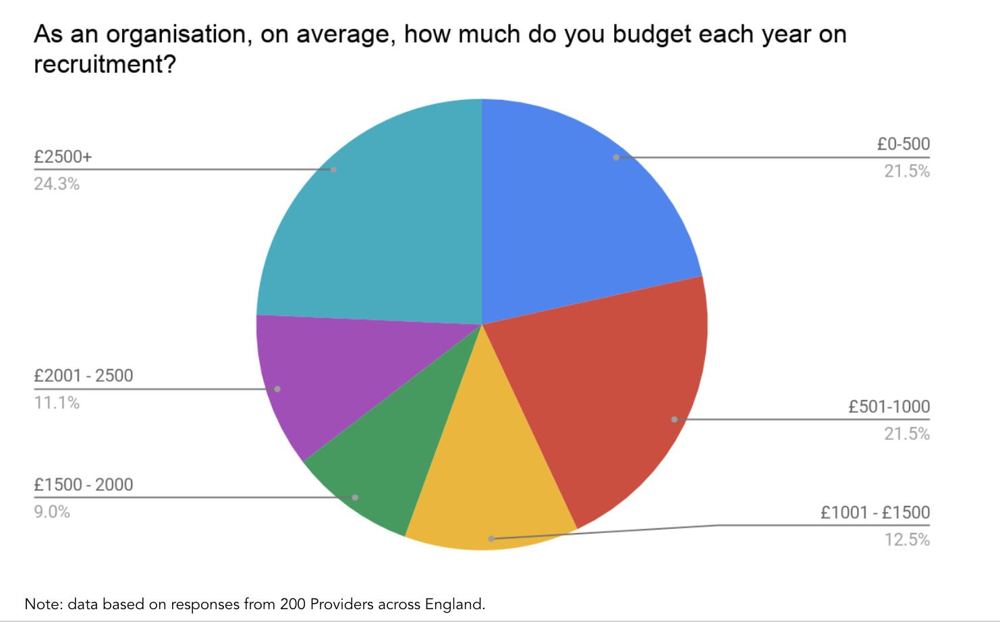 As an organisation, on average, how much do you budget each year on
recruitment?
£0-500
21.5%
£2500+
24.3%
£2001 - 2500
11.1%
£501-1000
21.5%
£1500 - 2000
9.0%
£1001 - £1500
12.5%
Note: data based on responses from 200 Providers across England.